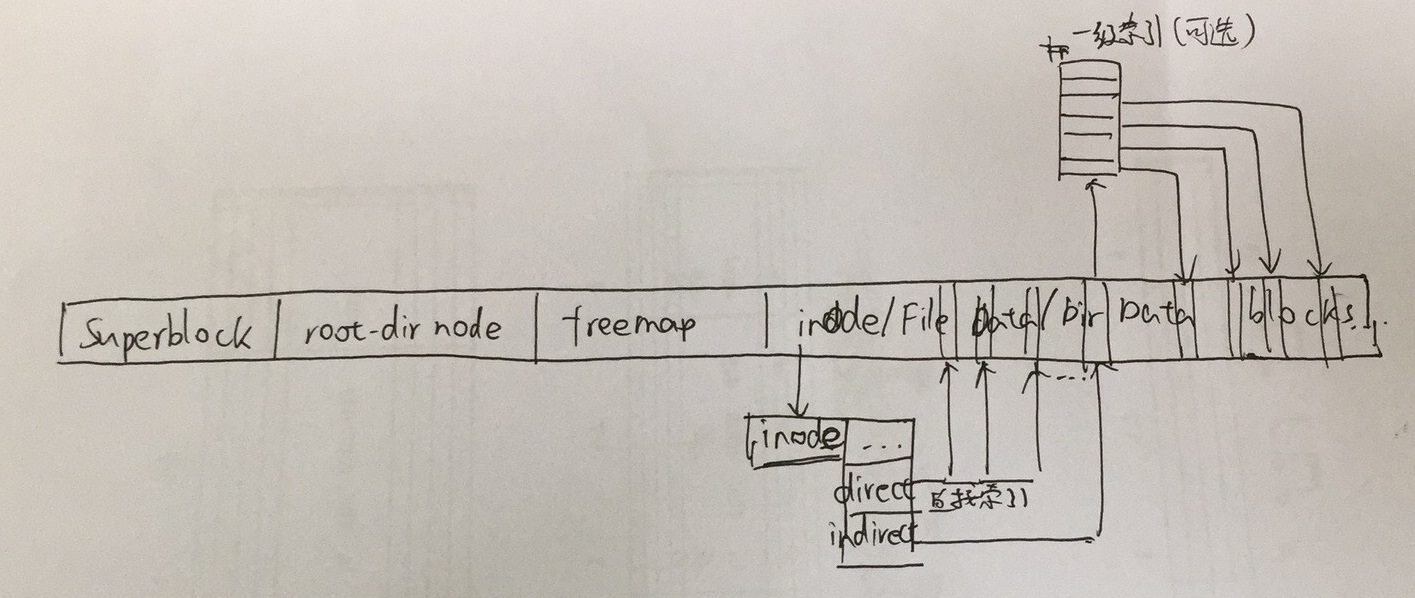 一级索引(可选)
Superblock root-dir node freemap inode/File Data/Dir Data blocks.
inode ...
direct 直接索引
indirect